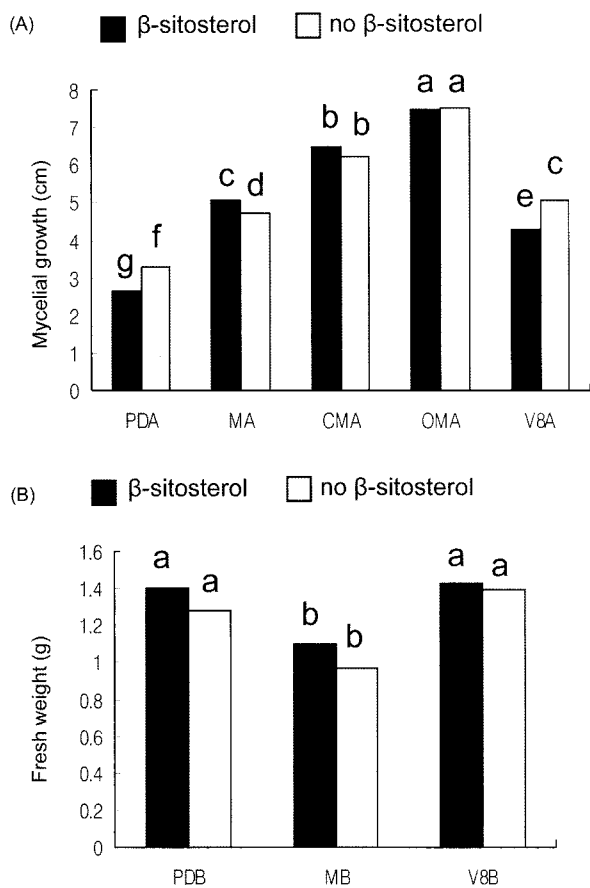 (A)
β-sitosterol no β-sitosterol
Mycelial growth (cm)
8
7
6
5
4
3
2
1
0
g f c d b b a a e c
PDA MA CMA OMA V8A
(B)
β-sitosterol no β-sitosterol
Fresh weight (g)
1.6
1.4
1.2
1
0.8
0.6
0.4
0.2
0
a a b b a a
PDB MB V8B